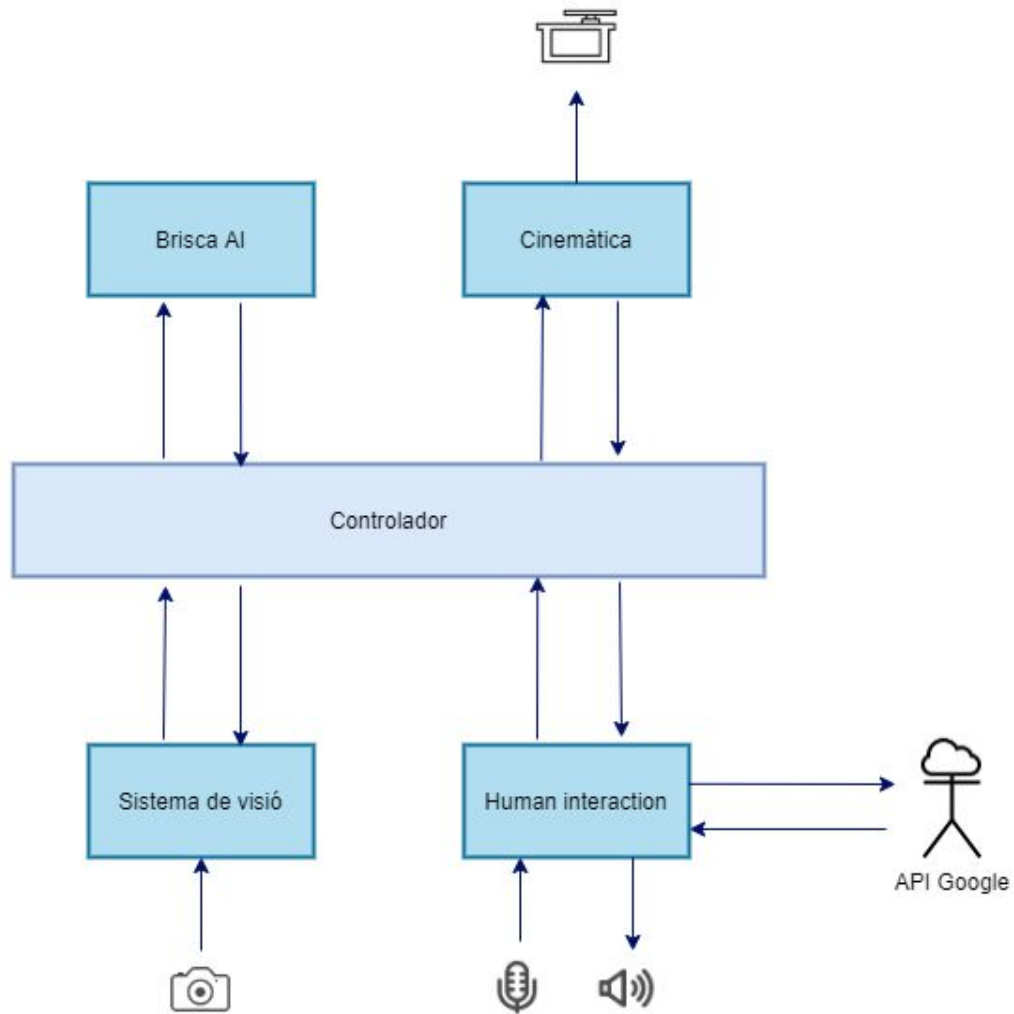 Brisca AI
Cinemàtica
Controlador
Sistema de visió
Human interaction
API Google